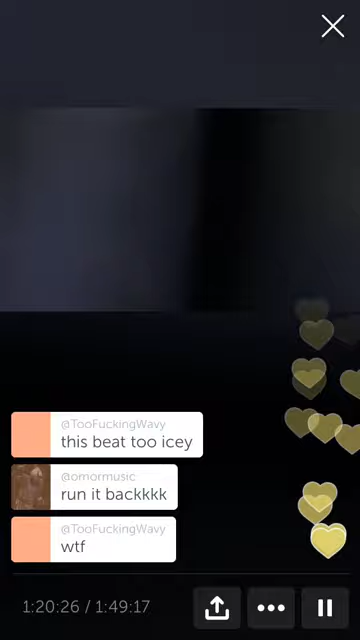 @TooFuckingWavy
this beat too icey
@omormusic
run it backkkk
@TooFuckingWavy
wtf
1:20:26 / 1:49:17